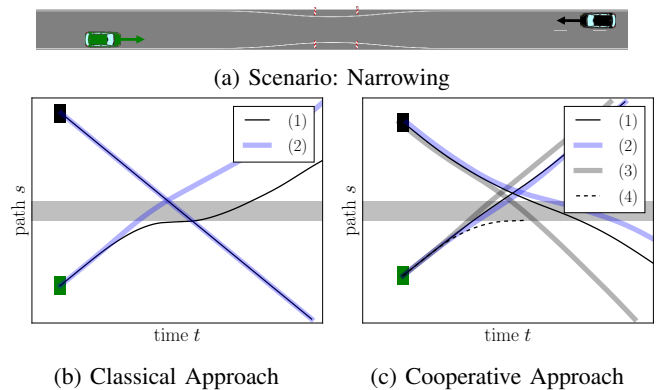 (a) Scenario: Narrowing
path s
(1)
(2)
time t
(b) Classical Approach
path s
(1)
(2)
(3)
(4)
time t
(c) Cooperative Approach